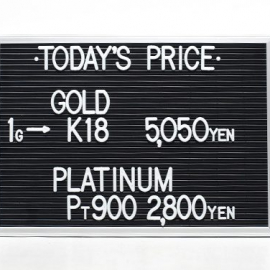 ·TODAY'S PRICE·
GOLD
1G→ K18 5,050YEN
PLATINUM
PT900 2,800YEN